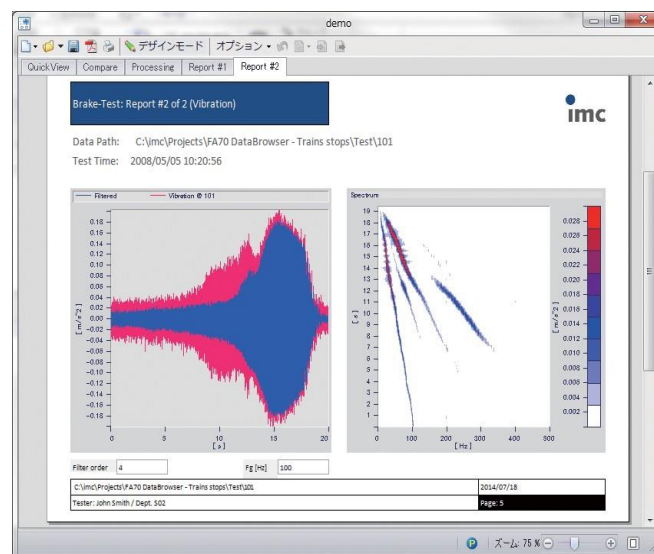 demo
デザインモード オプション
QuickView Compare Processing Report #1 Report #2
Brake-Test: Report #2 of 2 (Vibration)
imc
Data Path: C:\imc\Projects\FA70 DataBrowser - Trains stops\Test\101
Test Time: 2008/05/05 10:20:56
Filtered Vibration @ 101
0.18
0.16
0.14
0.12
0.10
0.08
0.06
0.04
0.02
0.00
-0.02
-0.04
-0.06
-0.08
-0.10
-0.12
-0.14
-0.16
-0.18
[m/s^2]
0 5 10 15 20
[s]
Spectrum
19
18
17
16
15
14
13
12
11
10
9
8
7
6
5
4
3
2
1
[s]
0 100 200 300 400 500
[Hz]
0.028
0.026
0.024
0.022
0.020
0.018
0.016
0.014
0.012
0.010
0.008
0.006
0.004
0.002
[m/s^2]
Filter order 4 Fg [Hz] 100
C:\imc\Projects\FA70 DataBrowser - Trains stops\Test\101 2014/07/18
Tester: John Smith / Dept. 502 Page: 5
ズーム: 75 %